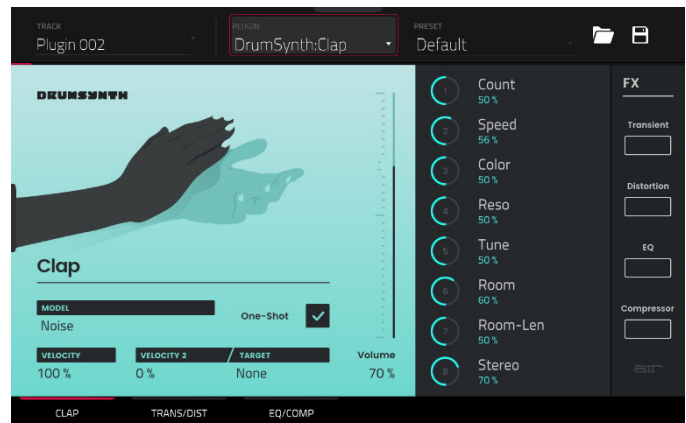 TRACK
Plugin 002
PLUGIN
DrumSynth:Clap
PRESET
Default
DRUMSYNTH
Clap
MODEL
Noise
One-Shot
VELOCITY
100 %
VELOCITY 2
0 %
TARGET
None
Volume
70 %
1
Count
50 %
2
Speed
56 %
3
Color
50 %
4
Reso
50 %
5
Tune
50 %
6
Room
60 %
7
Room-Len
50 %
8
Stereo
70 %
FX
Transient
Distortion
EQ
Compressor
air
CLAP
TRANS/DIST
EQ/COMP